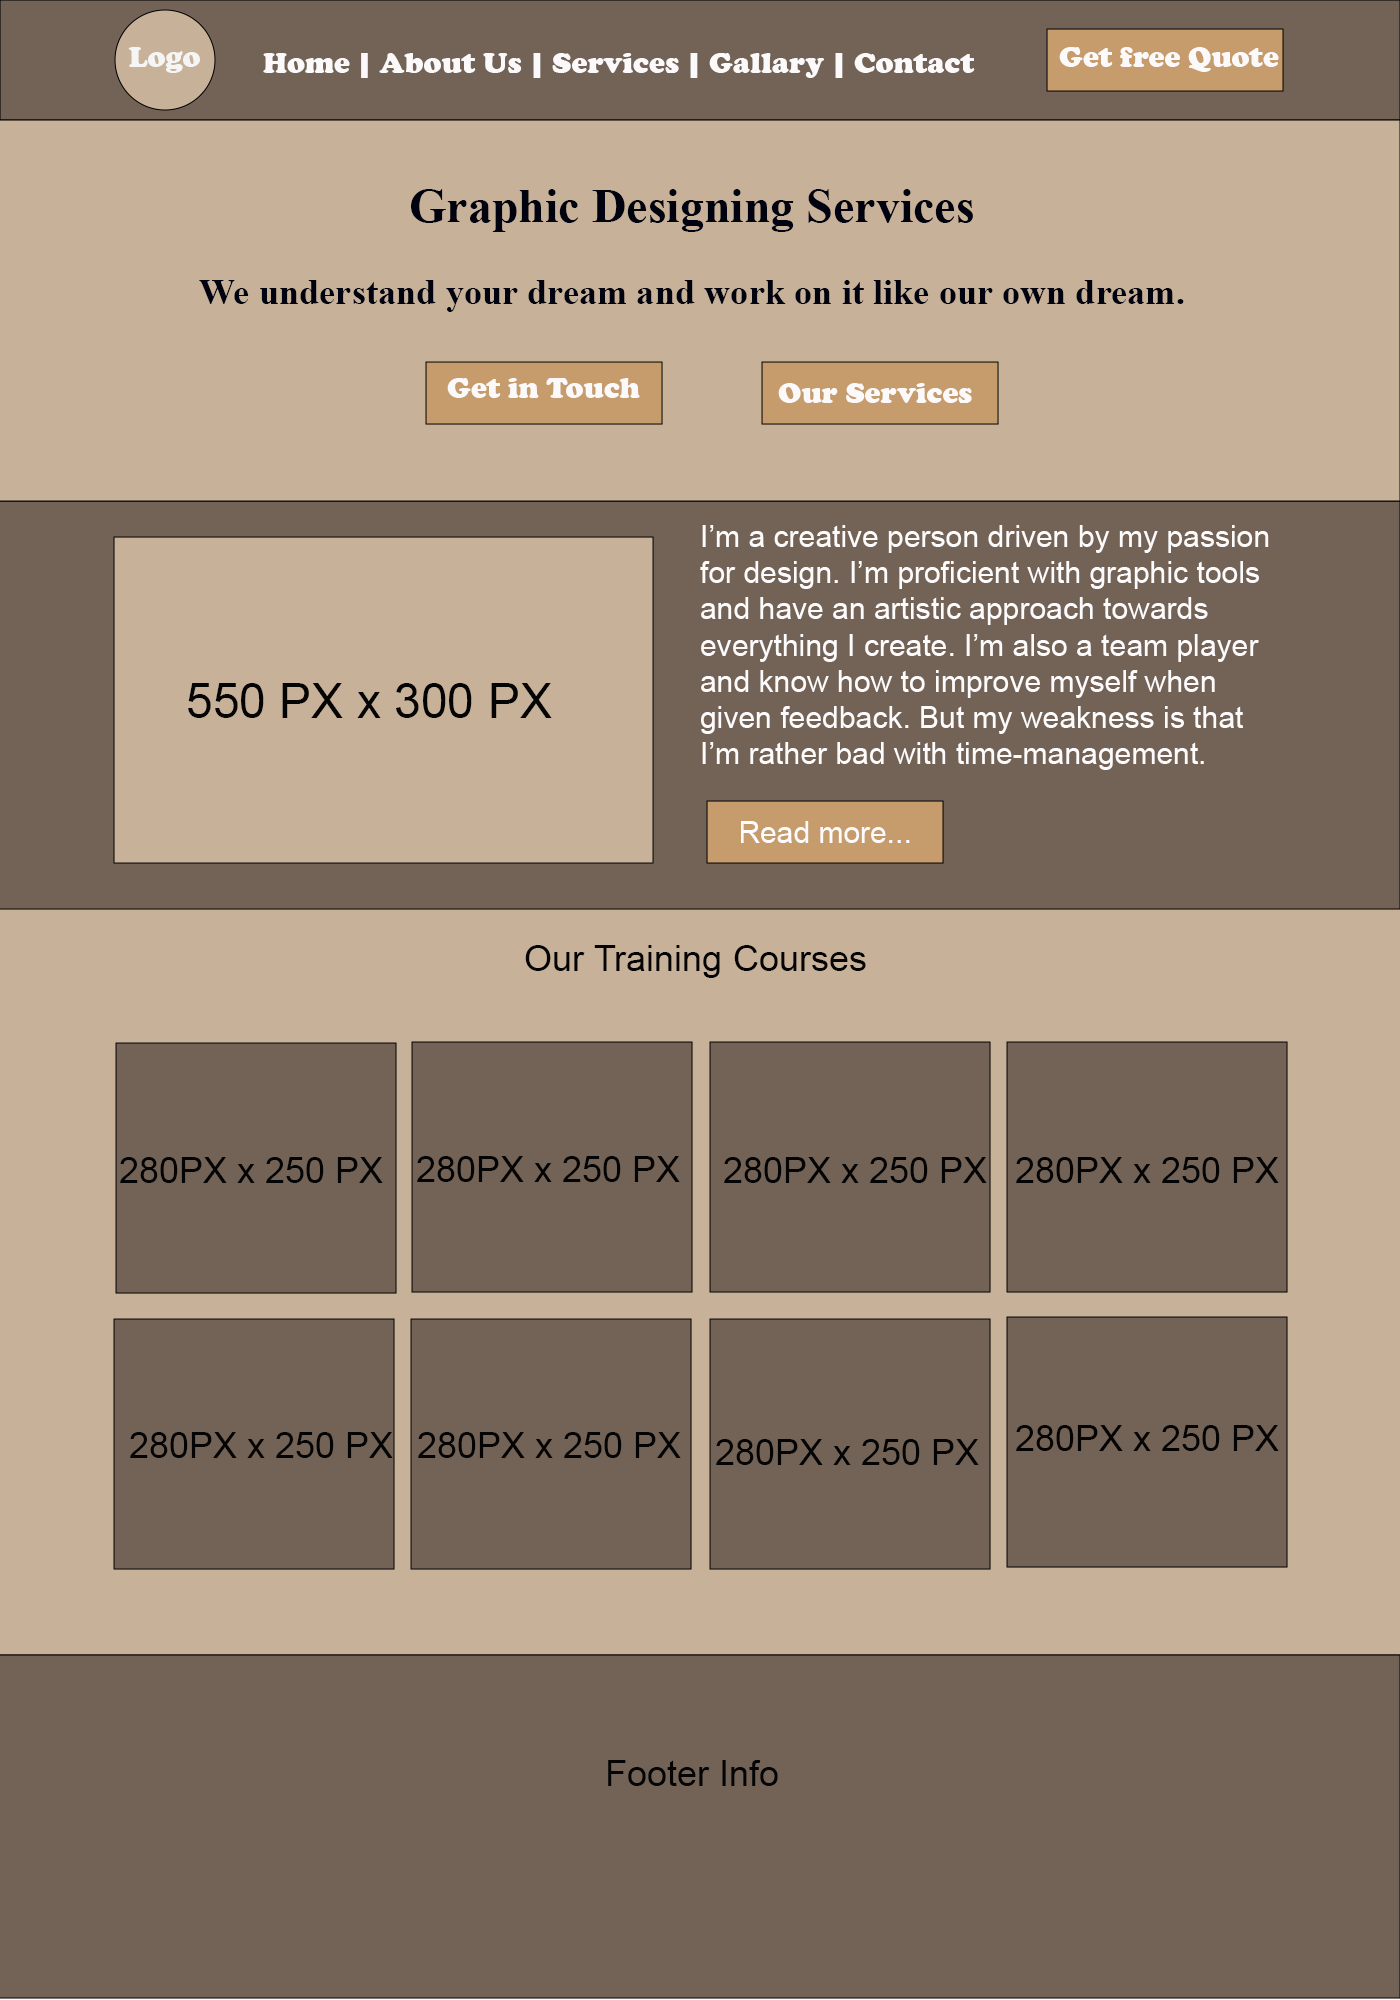 Logo
Home | About Us | Services | Gallary | Contact
Get free Quote
Graphic Designing Services
We understand your dream and work on it like our own dream.
Get in Touch
Our Services
I’m a creative person driven by my passion
for design. I’m proficient with graphic tools
and have an artistic approach towards
everything I create. I’m also a team player
and know how to improve myself when
given feedback. But my weakness is that
I’m rather bad with time-management.
550 PX x 300 PX
Read more...
Our Training Courses
280PX x 250 PX
280PX x 250 PX
280PX x 250 PX
280PX x 250 PX
280PX x 250 PX
280PX x 250 PX
280PX x 250 PX
280PX x 250 PX
Footer Info